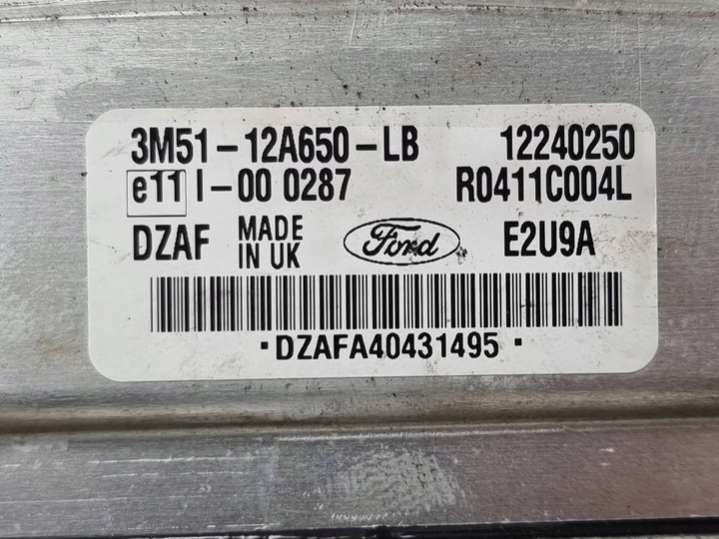 3M51-12A650-LB 12240250
e11 I-00 0287 R0411C004L
DZAF MADE IN UK Ford E2U9A
•DZAFA40431495•